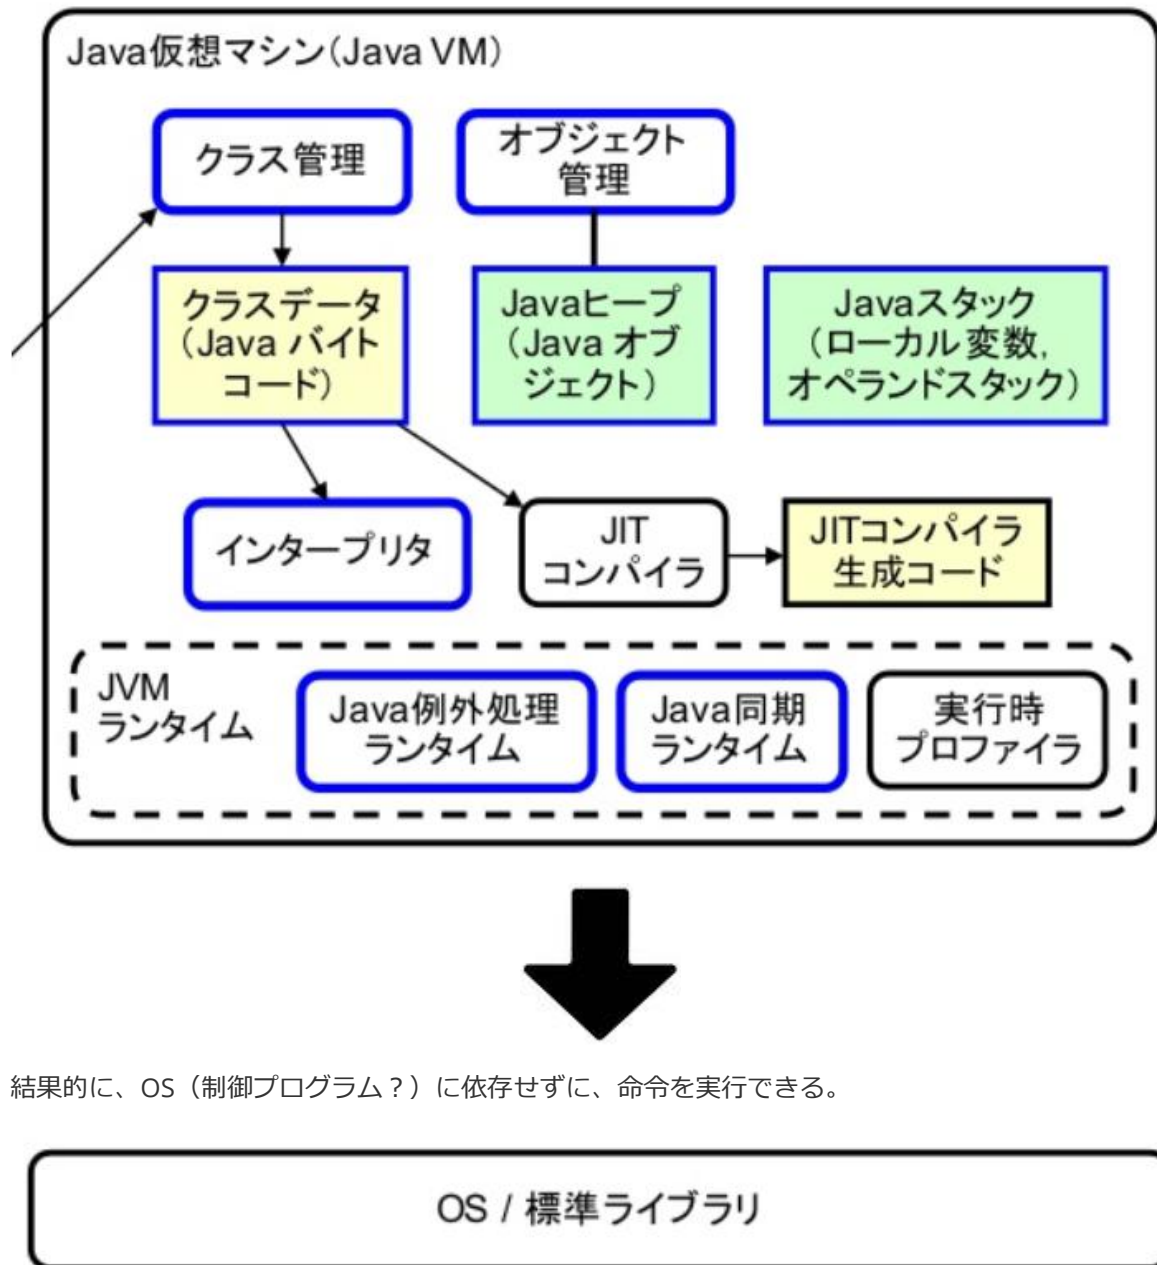 Java仮想マシン(Java VM)
クラス管理
オブジェクト
管理
クラスデータ
(Java バイト
コード)
Javaヒープ
(Java オブ
ジェクト)
Javaスタック
(ローカル変数,
オペランドスタック)
インタープリタ
JIT
コンパイラ
JITコンパイラ
生成コード
JVM
ランタイム
Java例外処理
ランタイム
Java同期
ランタイム
実行時
プロファイラ
結果的に、OS（制御プログラム？）に依存せずに、命令を実行できる。
OS / 標準ライブラリ